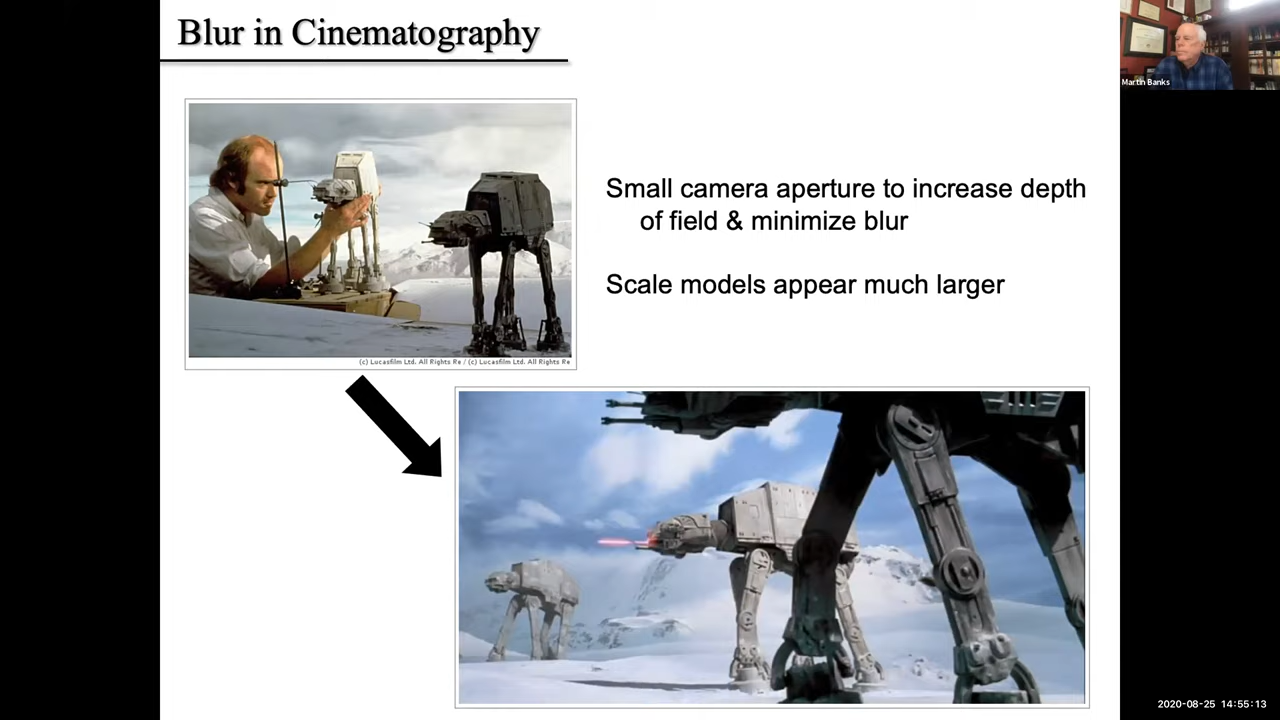 Blur in Cinematography
Martin Banks
Small camera aperture to increase depth
of field & minimize blur
Scale models appear much larger
(c) Lucasfilm Ltd. All Rights Re / (c) Lucasfilm Ltd. All Rights Re
2020-08-25 14:55:13